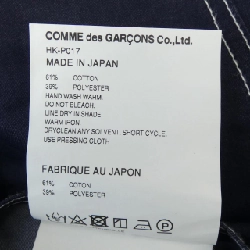 COMME des GARÇONS Co.,Ltd.
HK-P017
MADE IN JAPAN
61% COTTON
39% POLYESTER
HAND WASH WARM.
DO NOT BLEACH.
LINE DRY IN SHADE
WARM IRON
DRYCLEAN ANY SOLVENT. SHORT CYCLE.
USE PRESSING CLOTH
FABRIQUE AU JAPON
61% COTTON
39% POLYESTER